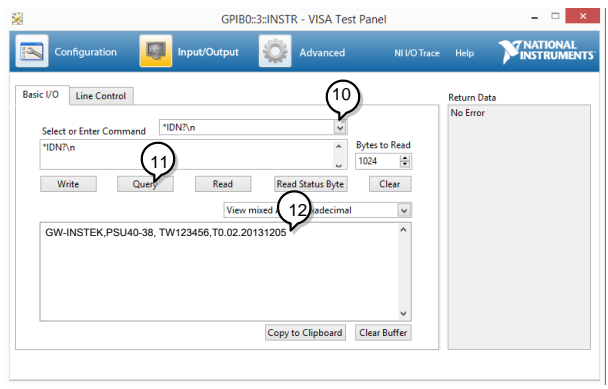 GPIB0::3::INSTR - VISA Test Panel
Configuration Input/Output Advanced NI I/O Trace Help NATIONAL INSTRUMENTS
Basic I/O Line Control
10
Return Data
No Error
Select or Enter Command *IDN?\n
Bytes to Read
*IDN?\n
1024
11
Write Query Read Read Status Byte Clear
View mixed hexadecimal
12
GW-INSTEK,PSU40-38, TW123456,T0.02.20131205
Copy to Clipboard Clear Buffer